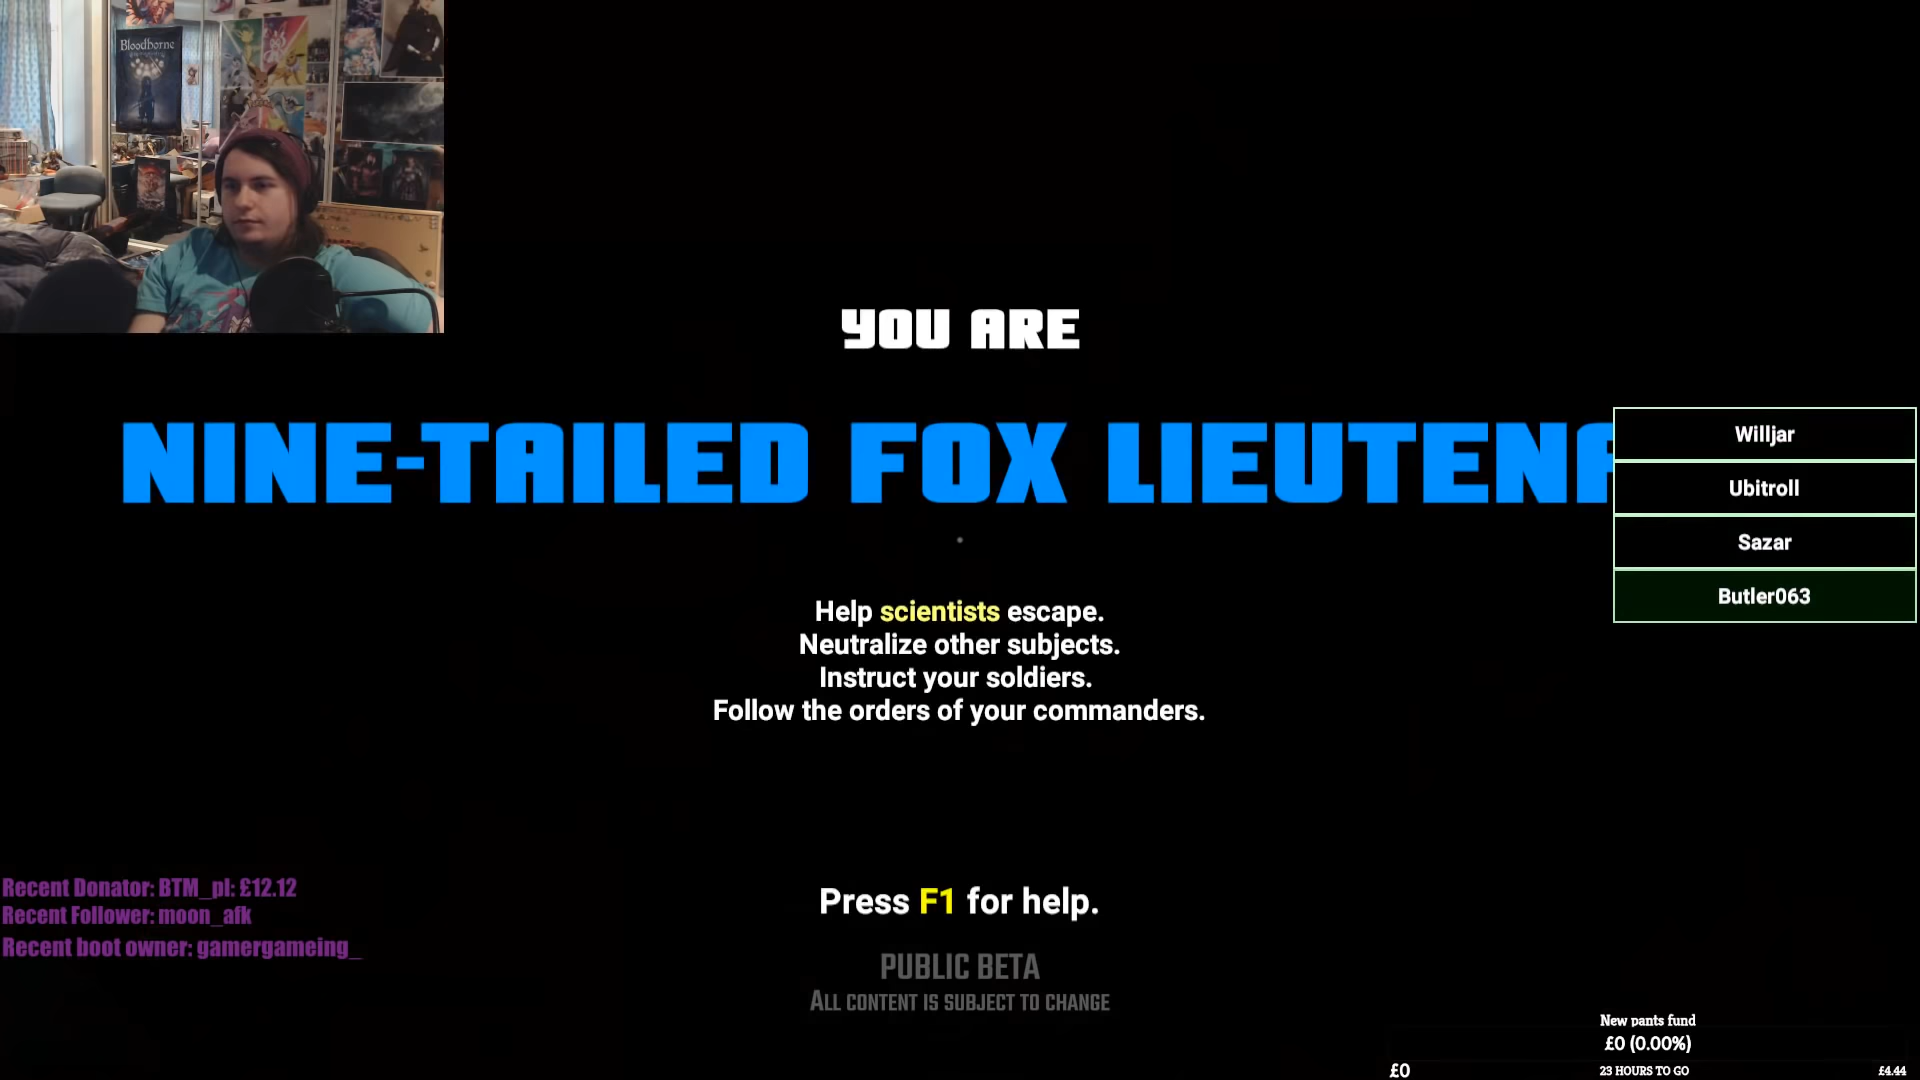 Bloodborne
YOU ARE
NINE-TAILED FOX LIEUTENA
Willjar
Ubitroll
Sazar
Butler063
Help scientists escape.
Neutralize other subjects.
Instruct your soldiers.
Follow the orders of your commanders.
Recent Donator: BTM_pl: £12.12
Recent Follower: moon_afk
Recent boot owner: gamergameing_
Press F1 for help.
PUBLIC BETA
ALL CONTENT IS SUBJECT TO CHANGE
New pants fund
£0 (0.00%)
£0 23 HOURS TO GO £4.44